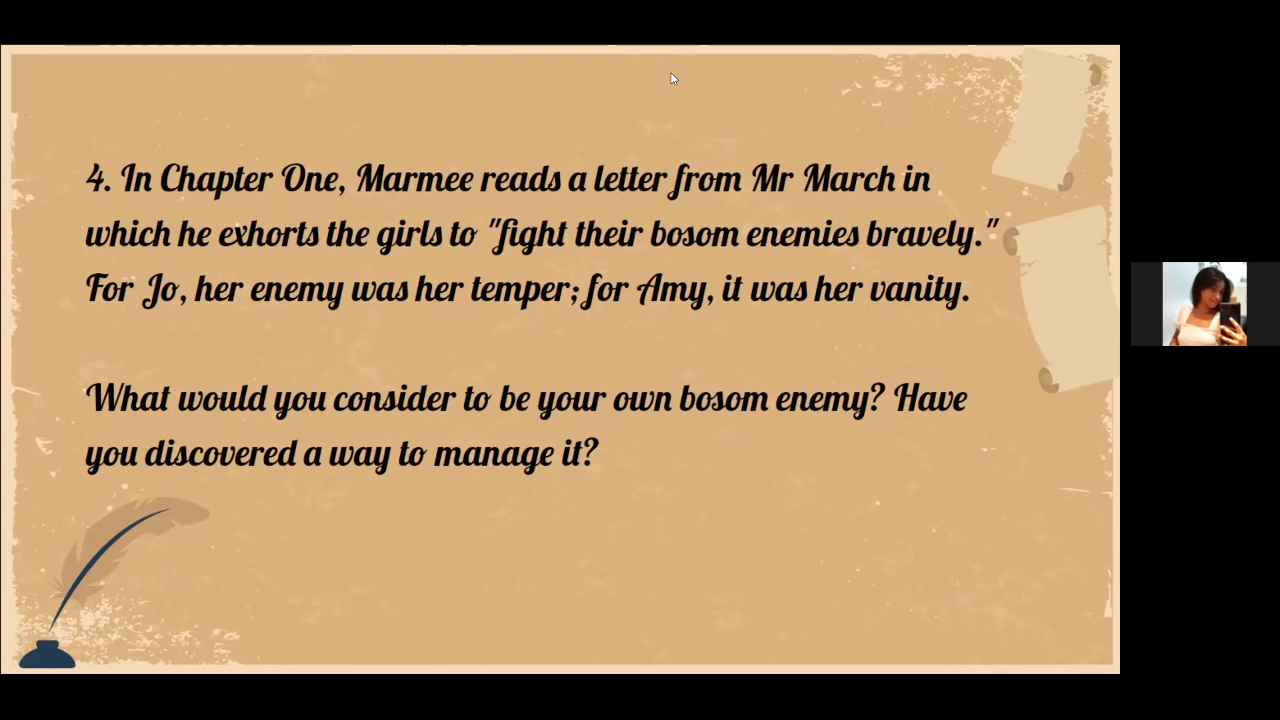 4. In Chapter One, Marmee reads a letter from Mr March in
which he exhorts the girls to "fight their bosom enemies bravely."
For Jo, her enemy was her temper; for Amy, it was her vanity.
What would you consider to be your own bosom enemy? Have
you discovered a way to manage it?